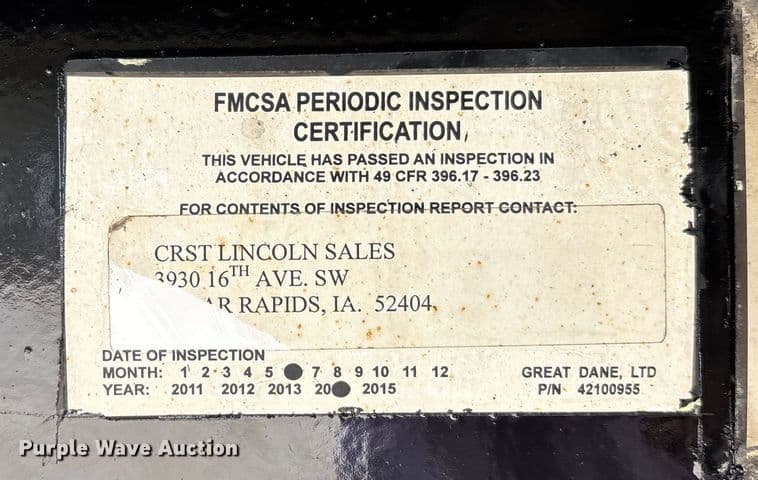 FMCSA PERIODIC INSPECTION
CERTIFICATION
THIS VEHICLE HAS PASSED AN INSPECTION IN
ACCORDANCE WITH 49 CFR 396.17 - 396.23
FOR CONTENTS OF INSPECTION REPORT CONTACT:
CRST LINCOLN SALES
3930 16TH AVE. SW
AR RAPIDS, IA. 52404
DATE OF INSPECTION
MONTH: 1 2 3 4 5 7 8 9 10 11 12
YEAR: 2011 2012 2013 20 2015
GREAT DANE, LTD
P/N 42100955
Purple Wave Auction